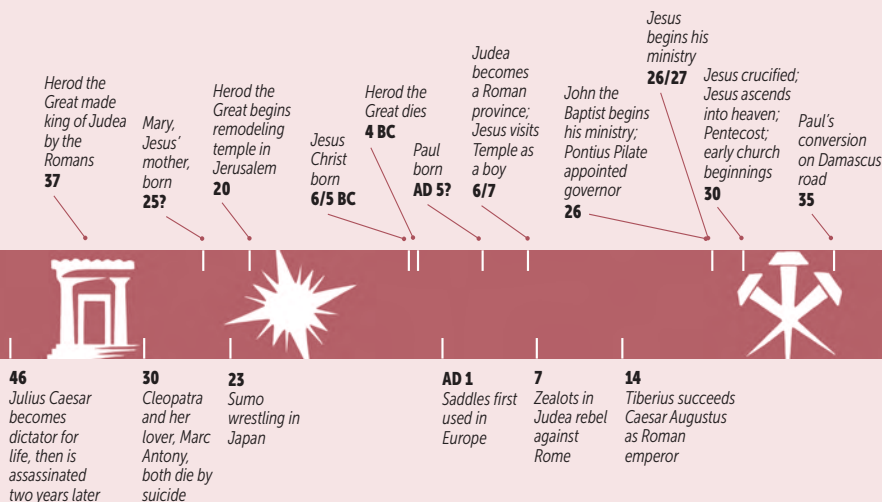 Herod the
Great made
king of Judea
by the
Romans
37
Mary,
Jesus’
mother,
born
25?
Herod the
Great begins
remodeling
temple in
Jerusalem
20
Jesus
Christ
born
6/5 BC
Herod the
Great dies
4 BC
Paul
born
AD 5?
Judea
becomes
a Roman
province;
Jesus visits
Temple as
a boy
6/7
John the
Baptist begins
his ministry;
Pontius Pilate
appointed
governor
26
Jesus
begins his
ministry
26/27
Jesus crucified;
Jesus ascends
into heaven;
Pentecost;
early church
beginnings
30
Paul’s
conversion
on Damascus
road
35
46
Julius Caesar
becomes
dictator for
life, then is
assassinated
two years later
30
Cleopatra
and her
lover, Marc
Antony,
both die by
suicide
23
Sumo
wrestling in
Japan
AD 1
Saddles first
used in
Europe
7
Zealots in
Judea rebel
against
Rome
14
Tiberius succeeds
Caesar Augustus
as Roman
emperor